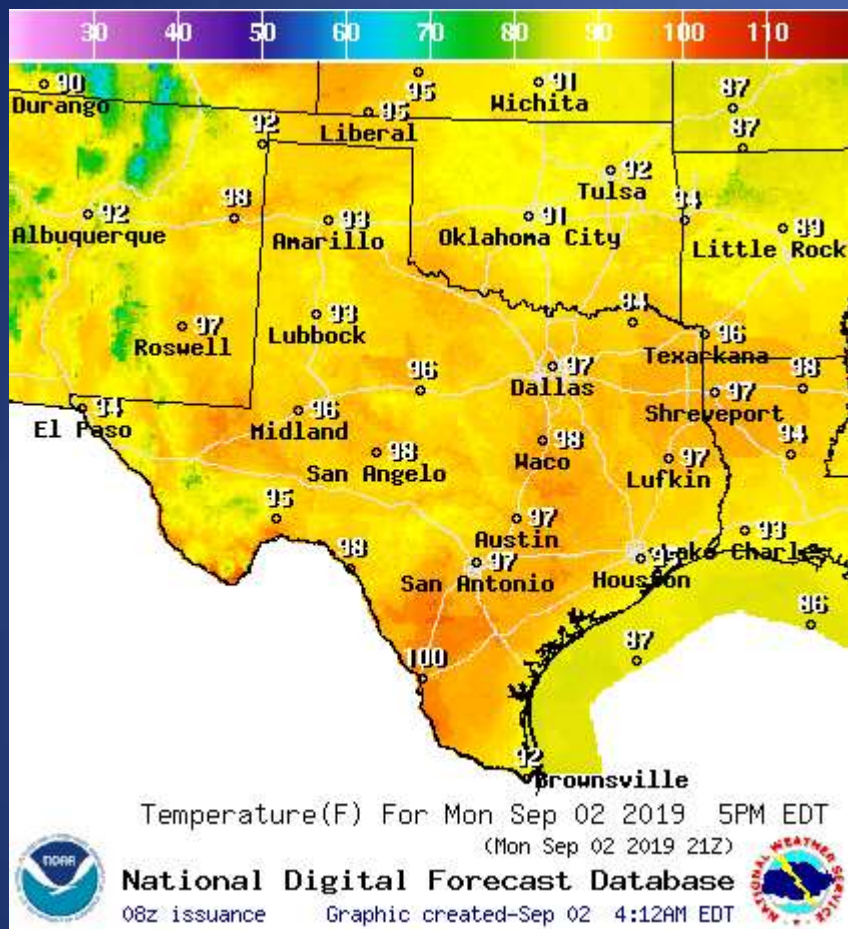 30 40 50 60 70 80 90 100 110
90
Durango
95
91
Wichita
87
95
Liberal
92
87
92
Tulsa
92
Albuquerque
98
93
Amarillo
91
Oklahoma City
94
89
Little Rock
97
Roswell
93
Lubbock
94
96
Texarkana
94
El Paso
96
Midland
96
97
Dallas
97
Shreveport
98
98
San Angelo
98
Waco
97
Lufkin
94
95
97
Austin
93
Lake Charles
98
97
San Antonio
Houston
86
87
100
92
Brownsville
Temperature(F) For Mon Sep 02 2019 5PM EDT
(Mon Sep 02 2019 21Z)
NOAA
National Digital Forecast Database
08z issuance Graphic created-Sep 02 4:12AM EDT
NATIONAL WEATHER SERVICE